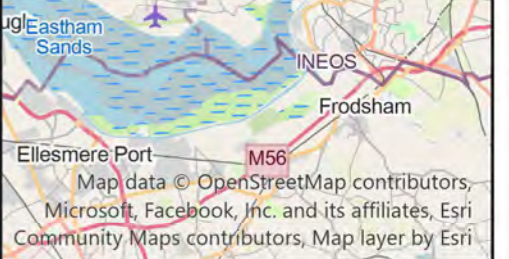 ugl
Eastham
Sands
INEOS
Frodsham
Ellesmere Port
M56
Map data © OpenStreetMap contributors,
Microsoft, Facebook, Inc. and its affiliates, Esri
Community Maps contributors, Map layer by Esri